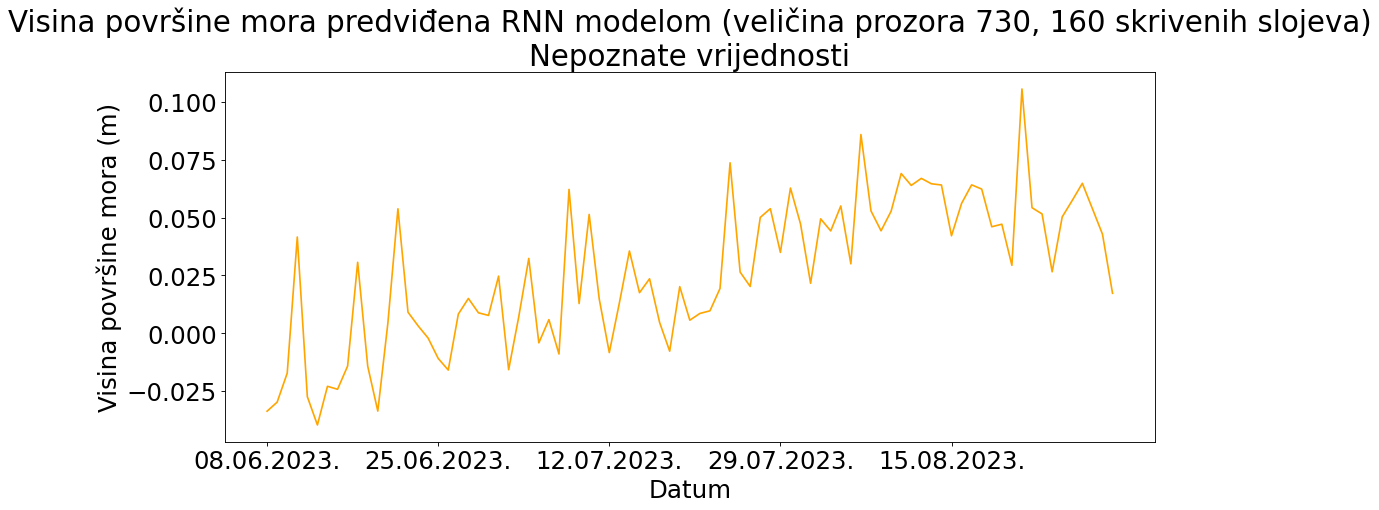 Visina površine mora predviđena RNN modelom (veličina prozora 730, 160 skrivenih slojeva)
Nepoznate vrijednosti
Visina površine mora (m)
0.100
0.075
0.050
0.025
0.000
−0.025
08.06.2023. 25.06.2023. 12.07.2023. 29.07.2023. 15.08.2023.
Datum